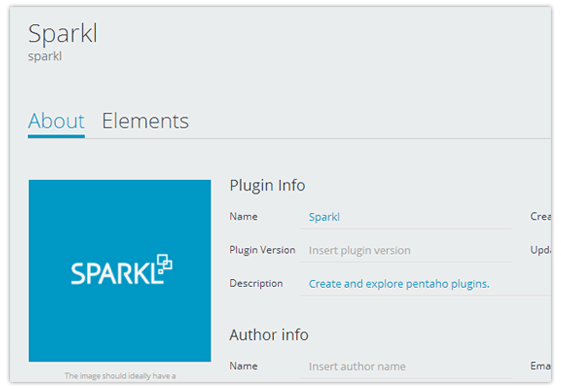 Sparkl
sparkl
About Elements
SPARKL
The image should ideally have a
Plugin Info
Name Sparkl Crea
Plugin Version Insert plugin version Upda
Description Create and explore pentaho plugins.
Author info
Name Insert author name Ema